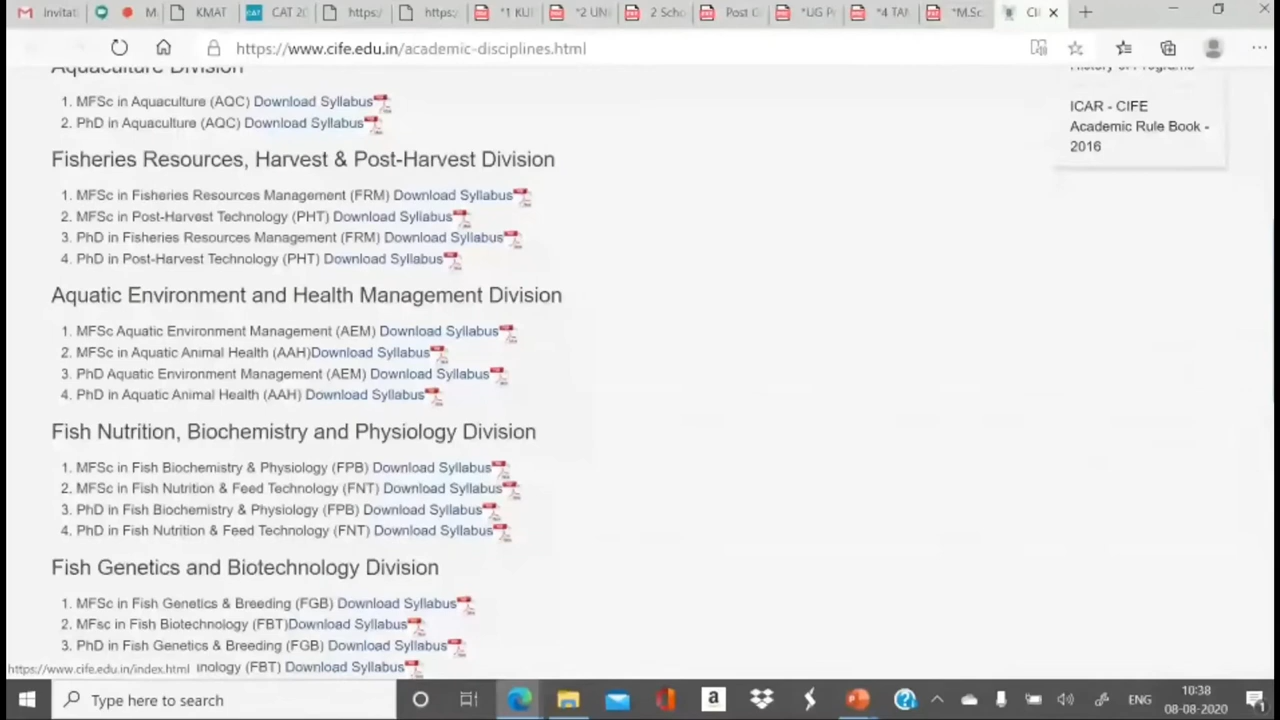 Invitat
M
KMAT
CAT 20
https:/
https:
*1 KUI
*2 UNI
2 Scho
Post G
*UG P
*4 TAN
*M.Sc
CI
https://www.cife.edu.in/academic-disciplines.html
Aquaculture Division
1. MFSc in Aquaculture (AQC) Download Syllabus
2. PhD in Aquaculture (AQC) Download Syllabus
Fisheries Resources, Harvest & Post-Harvest Division
1. MFSc in Fisheries Resources Management (FRM) Download Syllabus
2. MFSc in Post-Harvest Technology (PHT) Download Syllabus
3. PhD in Fisheries Resources Management (FRM) Download Syllabus
4. PhD in Post-Harvest Technology (PHT) Download Syllabus
Aquatic Environment and Health Management Division
1. MFSc Aquatic Environment Management (AEM) Download Syllabus
2. MFSc in Aquatic Animal Health (AAH)Download Syllabus
3. PhD Aquatic Environment Management (AEM) Download Syllabus
4. PhD in Aquatic Animal Health (AAH) Download Syllabus
Fish Nutrition, Biochemistry and Physiology Division
1. MFSc in Fish Biochemistry & Physiology (FPB) Download Syllabus
2. MFSc in Fish Nutrition & Feed Technology (FNT) Download Syllabus
3. PhD in Fish Biochemistry & Physiology (FPB) Download Syllabus
4. PhD in Fish Nutrition & Feed Technology (FNT) Download Syllabus
Fish Genetics and Biotechnology Division
1. MFSc in Fish Genetics & Breeding (FGB) Download Syllabus
2. MFsc in Fish Biotechnology (FBT)Download Syllabus
3. PhD in Fish Genetics & Breeding (FGB) Download Syllabus
https://www.cife.edu.in/index.html nology (FBT) Download Syllabus
History of Programs
ICAR - CIFE
Academic Rule Book -
2016
Type here to search
ENG
10:38
08-08-2020